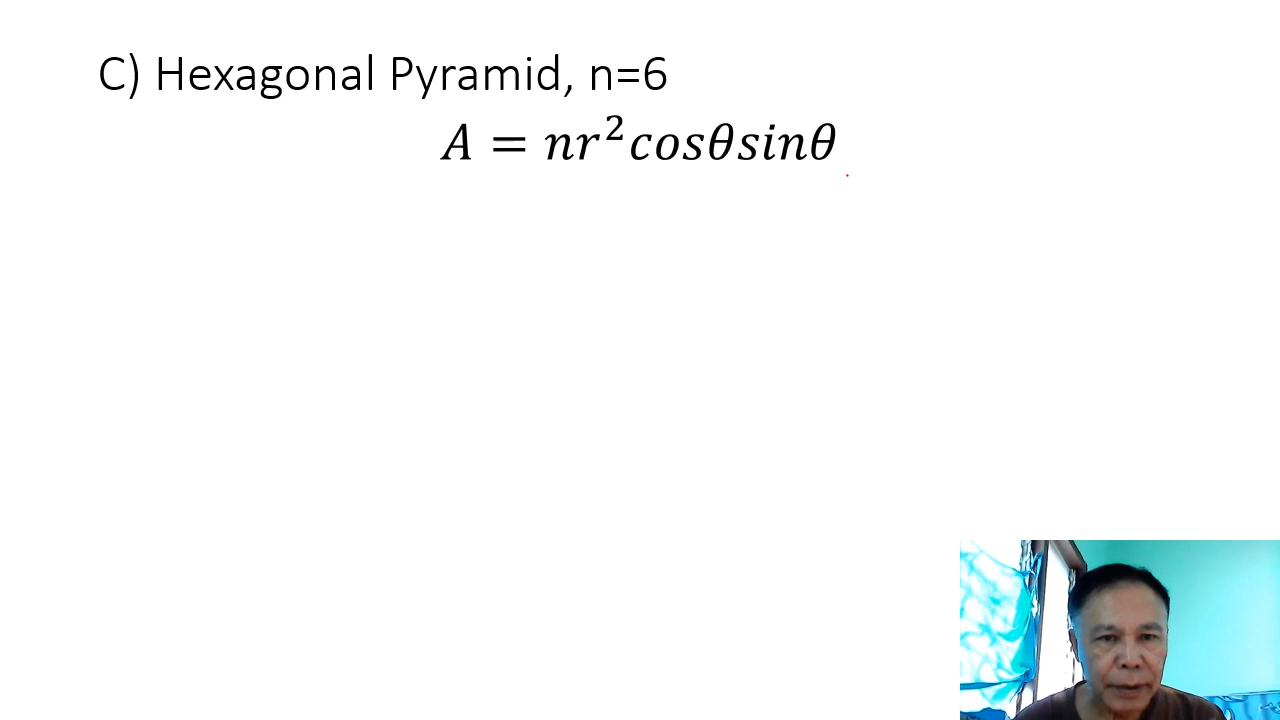 C) Hexagonal Pyramid, n=6
𝐴 = 𝑛𝑟²𝑐𝑜𝑠𝜃𝑠𝑖𝑛𝜃